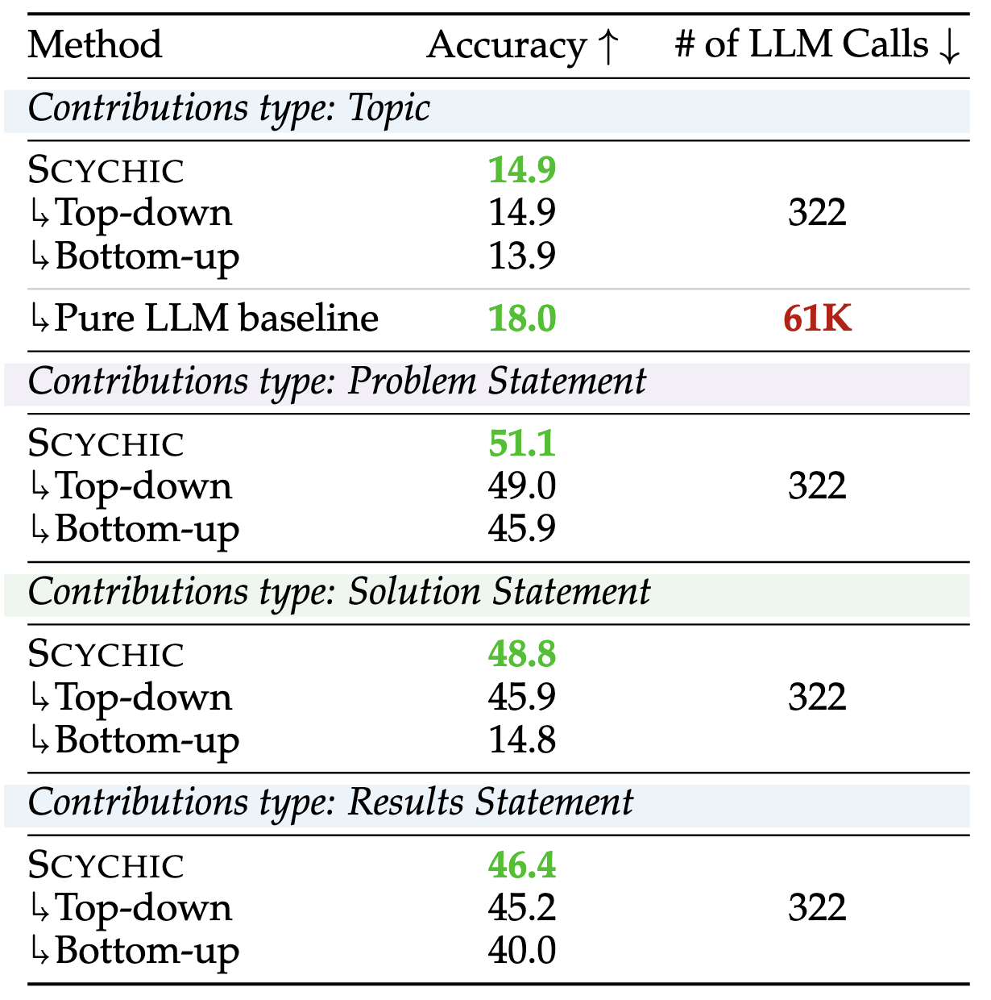 Method Accuracy ↑ # of LLM Calls ↓
Contributions type: Topic
SCYCHIC 14.9
↳Top-down 14.9 322
↳Bottom-up 13.9
↳Pure LLM baseline 18.0 61K
Contributions type: Problem Statement
SCYCHIC 51.1
↳Top-down 49.0 322
↳Bottom-up 45.9
Contributions type: Solution Statement
SCYCHIC 48.8
↳Top-down 45.9 322
↳Bottom-up 14.8
Contributions type: Results Statement
SCYCHIC 46.4
↳Top-down 45.2 322
↳Bottom-up 40.0